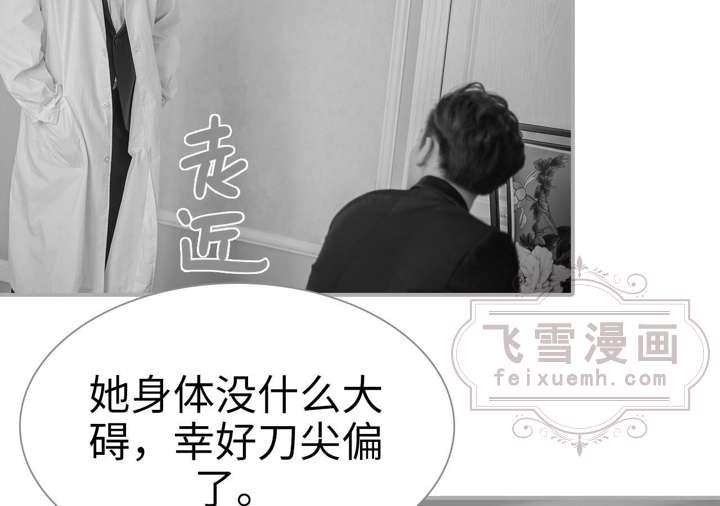 走近
飞雪漫画
feixuemh.com
她身体没什么大
碍，幸好刀尖偏
了。